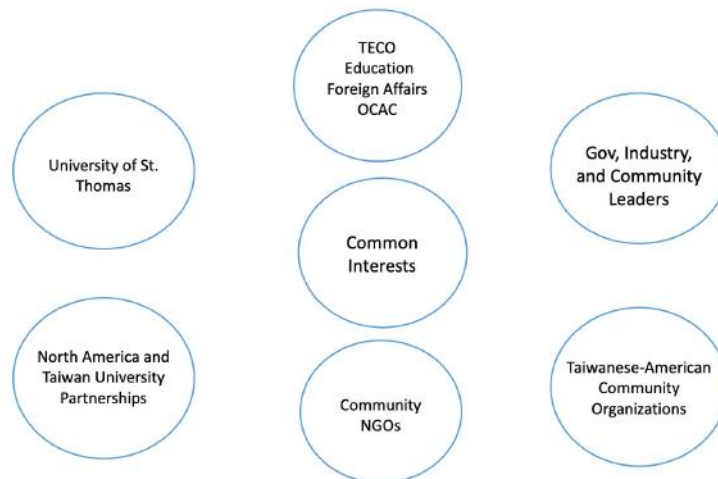 TECO
Education
Foreign Affairs
OCAC
University of St.
Thomas
Gov, Industry,
and Community
Leaders
Common
Interests
North America and
Taiwan University
Partnerships
Community
NGOs
Taiwanese-American
Community
Organizations